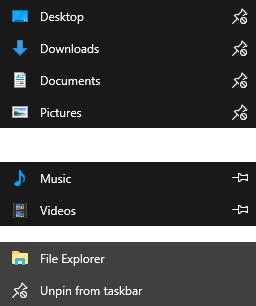 Desktop
Downloads
Documents
Pictures
Music
Videos
File Explorer
Unpin from taskbar